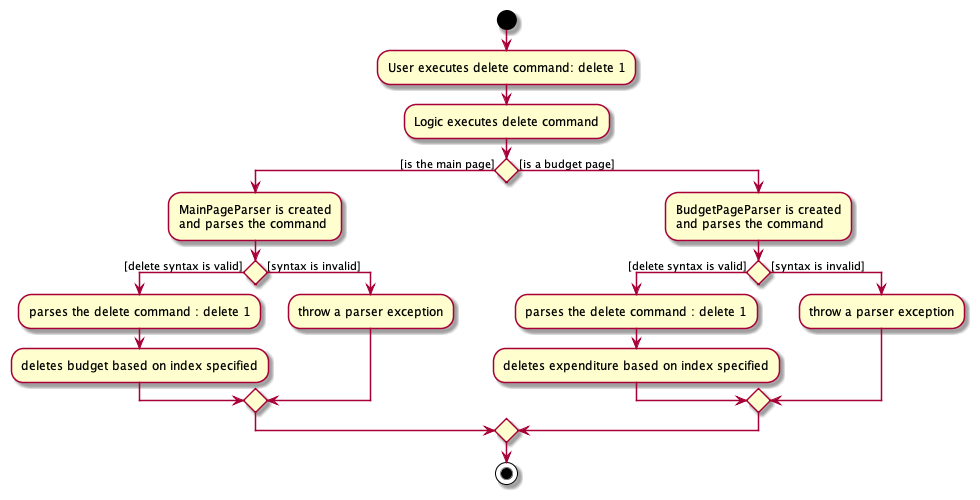 User executes delete command: delete 1
Logic executes delete command
[is the main page]
[is a budget page]
MainPageParser is created
and parses the command
BudgetPageParser is created
and parses the command
[delete syntax is valid]
[syntax is invalid]
[delete syntax is valid]
[syntax is invalid]
parses the delete command : delete 1
throw a parser exception
parses the delete command : delete 1
throw a parser exception
deletes budget based on index specified
deletes expenditure based on index specified